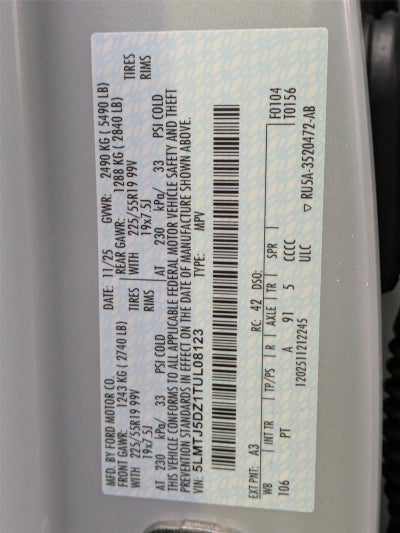 MFD. BY FORD MOTOR CO.
DATE: 11/25 GVWR: 2490 KG ( 5490 LB)
FRONT GAWR: 1243 KG ( 2740 LB) REAR GAWR: 1288 KG ( 2840 LB)
WITH TIRES WITH TIRES
225/55R19 99V RIMS 225/55R19 99V RIMS
19x7.5J 19x7.5J
AT 230 kPa/ 33 PSI COLD AT 230 kPa/ 33 PSI COLD
THIS VEHICLE CONFORMS TO ALL APPLICABLE FEDERAL MOTOR VEHICLE SAFETY AND THEFT
PREVENTION STANDARDS IN EFFECT ON THE DATE OF MANUFACTURE SHOWN ABOVE.
VIN: 5LMTJ5DZ1TUL08123 TYPE: MPV
F0104
T0156
EXT PNT: A3 RC: 42 DSO:
WB INT TR TP/PS R AXLE TR SPR
106 PT A 91 5 CCCC
1202511212245 ULC
▽ RU5A-3520472-AB